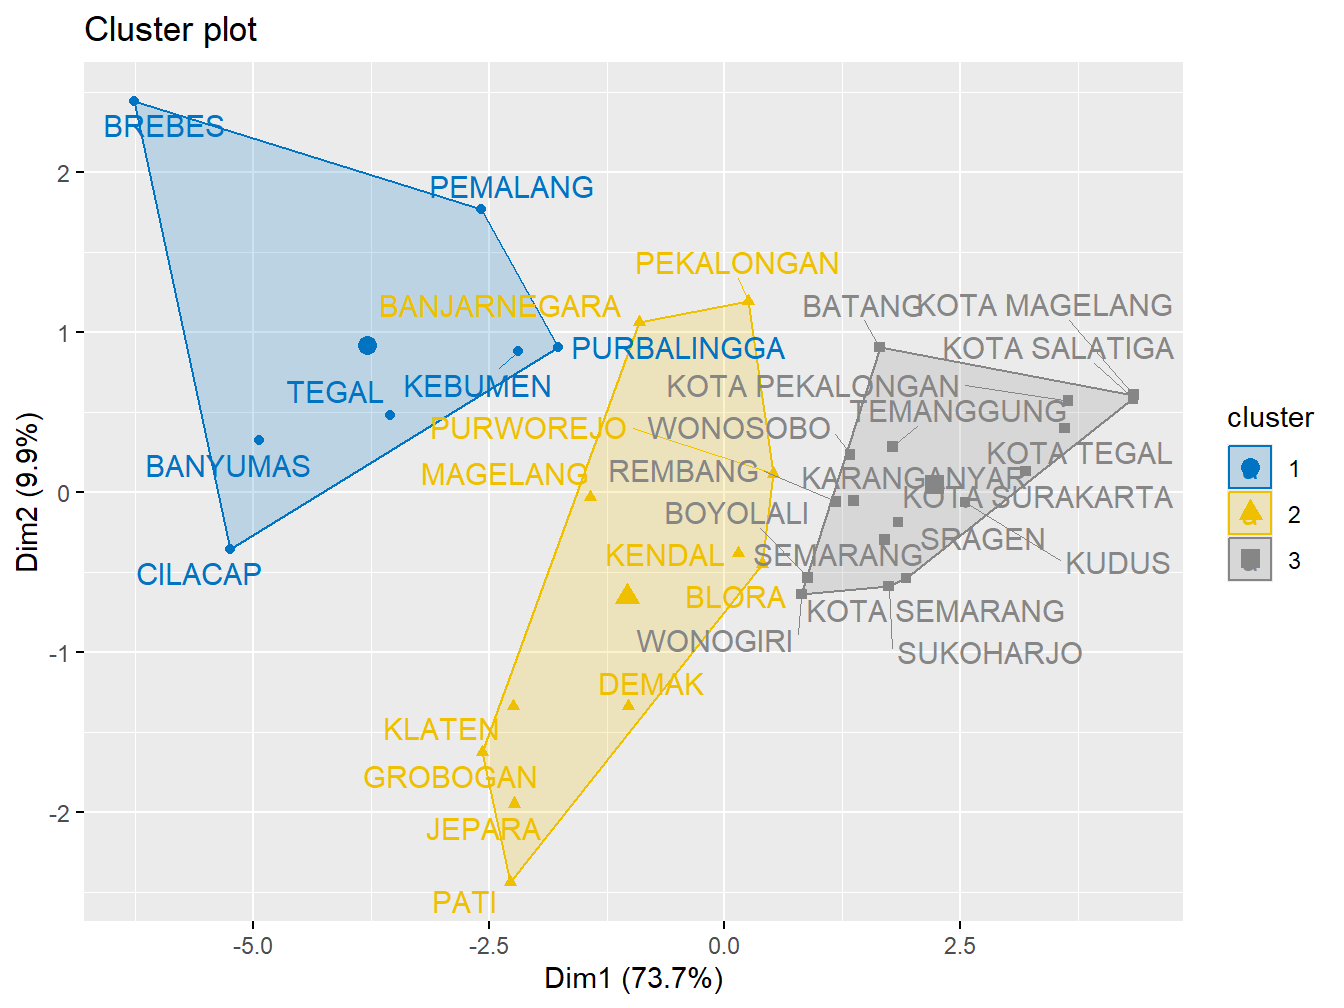 Cluster plot
BREBES
PEMALANG
PEKALONGAN
BANJARNEGARA
BATANG
KOTA MAGELANG
PURBALINGGA
KOTA SALATIGA
TEGAL
KEBUMEN
KOTA PEKALONGAN
TEMANGGUNG
PURWOREJO
WONOSOBO
KOTA TEGAL
BANYUMAS
MAGELANG
REMBANG
KARANGANYAR
KOTA SURAKARTA
BOYOLALI
SRAGEN
KENDAL
SEMARANG
KUDUS
CILACAP
BLORA
KOTA SEMARANG
WONOGIRI
SUKOHARJO
DEMAK
KLATEN
GROBOGAN
JEPARA
PATI
2
1
0
-1
-2
-5.0
-2.5
0.0
2.5
Dim1 (73.7%)
Dim2 (9.9%)
cluster
a 1
a 2
a 3